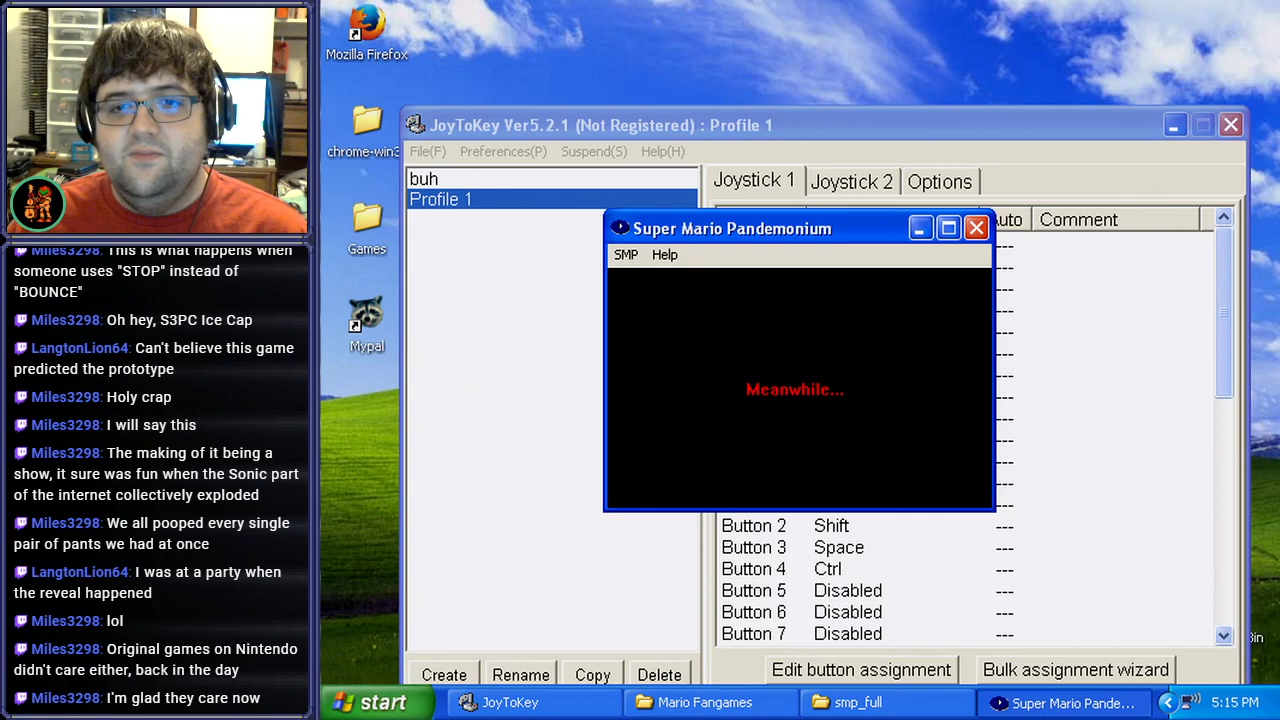 Miles3298: This is what happens when
someone uses "STOP" instead of
"BOUNCE"
Miles3298: Oh hey, S3PC Ice Cap
LangtonLion64: Can't believe this game
predicted the prototype
Miles3298: Holy crap
Miles3298: I will say this
Miles3298: The making of it being a
show, it sure was fun when the Sonic part
of the internet collectively exploded
Miles3298: We all pooped every single
pair of pants we had at once
LangtonLion64: I was at a party when
the reveal happened
Miles3298: lol
Miles3298: Original games on Nintendo
didn't care either, back in the day
Miles3298: I'm glad they care now
Mozilla Firefox
chrome-win3
Games
Mypal
JoyToKey Ver5.2.1 (Not Registered) : Profile 1
File(F) Preferences(P) Suspend(S) Help(H)
buh
Profile 1
Joystick 1 Joystick 2 Options
Auto Comment
Super Mario Pandemonium
SMP Help
Meanwhile...
---
---
---
---
---
---
---
---
---
---
---
---
---
Button 2 Shift ---
Button 3 Space ---
Button 4 Ctrl ---
Button 5 Disabled ---
Button 6 Disabled ---
Button 7 Disabled ---
Create Rename Copy Delete
Edit button assignment Bulk assignment wizard
Bin
start JoyToKey Mario Fangames smp_full Super Mario Pande... 5:15 PM